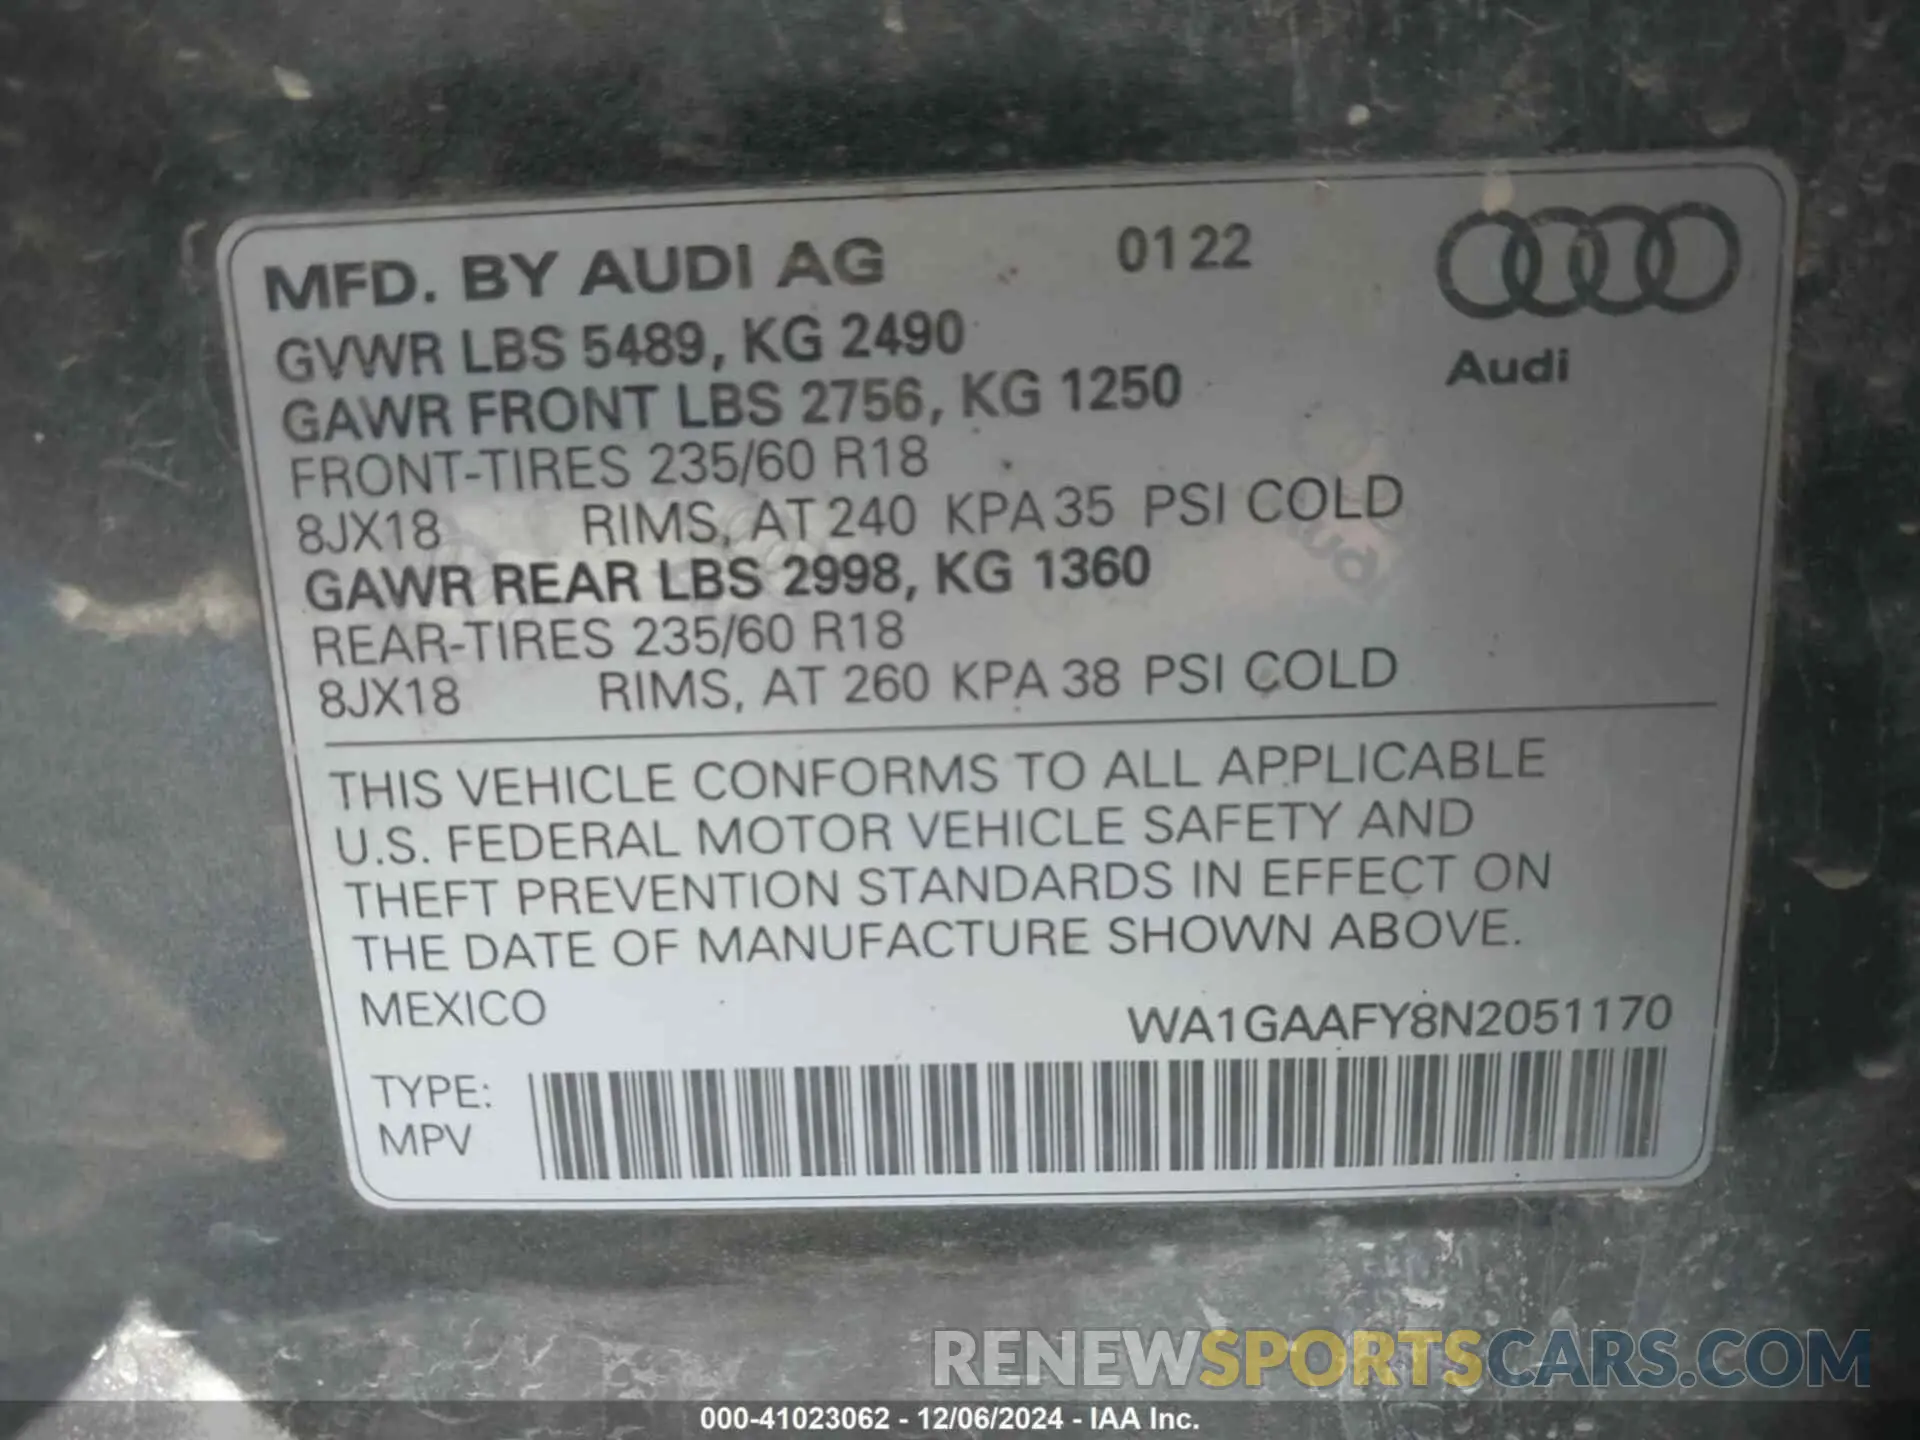 MFD. BY AUDI AG 0122
GVWR LBS 5489, KG 2490
Audi
GAWR FRONT LBS 2756, KG 1250
FRONT-TIRES 235/60 R18
8JX18 RIMS, AT 240 KPA 35 PSI COLD
GAWR REAR LBS 2998, KG 1360
REAR-TIRES 235/60 R18
8JX18 RIMS, AT 260 KPA 38 PSI COLD
THIS VEHICLE CONFORMS TO ALL APPLICABLE
U.S. FEDERAL MOTOR VEHICLE SAFETY AND
THEFT PREVENTION STANDARDS IN EFFECT ON
THE DATE OF MANUFACTURE SHOWN ABOVE.
MEXICO WA1GAAFY8N2051170
TYPE:
MPV
RENEWSPORTSCARS.COM
000-41023062 - 12/06/2024 - IAA Inc.